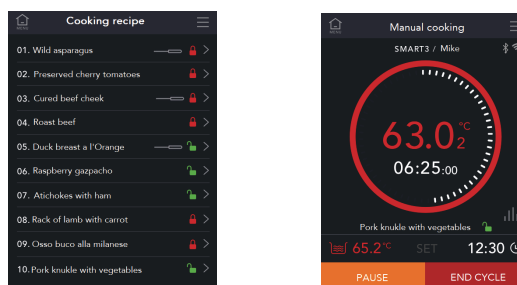 Cooking recipe
MENU
01. Wild asparagus
02. Preserved cherry tomatoes
03. Cured beef cheek
04. Roast beef
05. Duck breast a l'Orange
06. Raspberry gazpacho
07. Atichokes with ham
08. Rack of lamb with carrot
09. Osso buco alla milanese
10. Pork knukle with vegetables
Manual cooking
MENU
SMART3 / Mike
63.02 °C
06:25:00
Pork knukle with vegetables
65.2°C SET 12:30
PAUSE END CYCLE